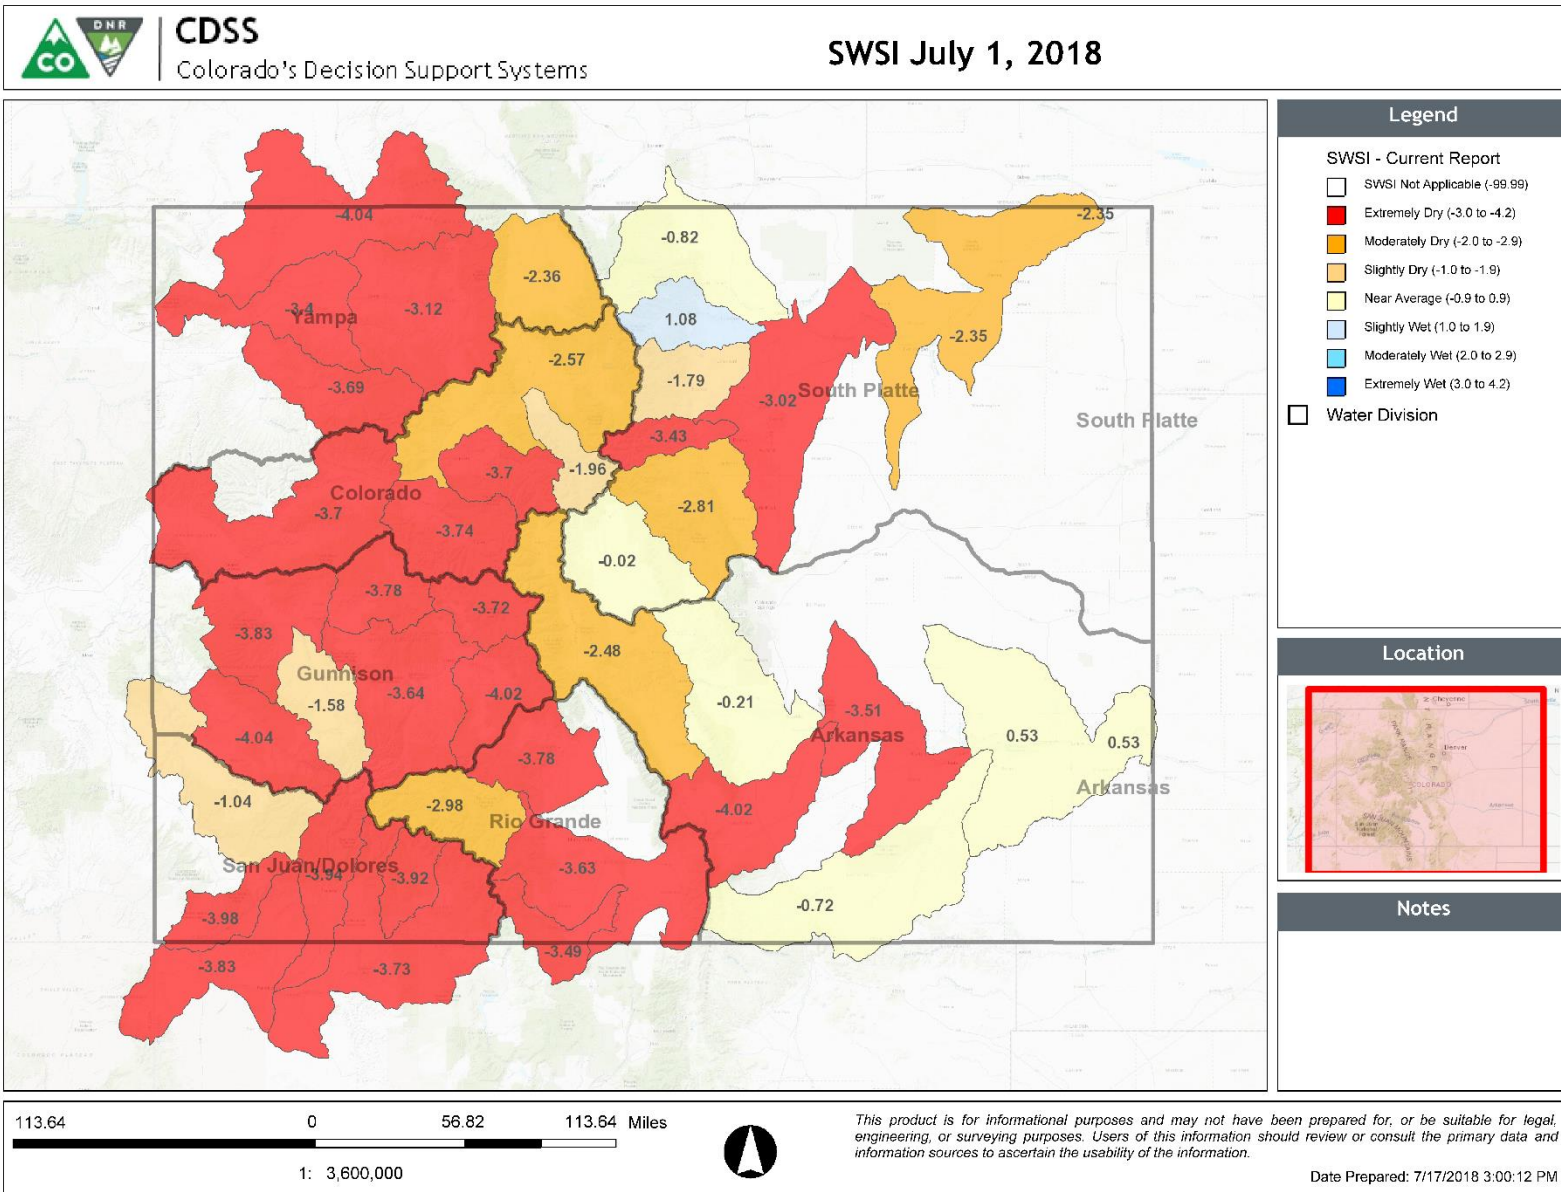 DNR
CO
CDSS
Colorado's Decision Support Systems
SWSI July 1, 2018
-4.04
-2.35
-0.82
-2.36
-3.4
-3.12
Yampa
1.08
-2.35
-2.57
-3.69
-1.79
-3.02
South Platte
South Platte
-3.43
-3.7
-1.96
Colorado
-3.7
-2.81
-3.74
-0.02
-3.78
-3.72
-3.83
-2.48
Gunnison
-3.64
-4.02
-1.58
-0.21
-3.51
-4.04
Arkansas
0.53
0.53
-3.78
Arkansas
-1.04
-2.98
-4.02
Rio Grande
San Juan/Dolores
-3.94
-3.92
-3.63
-0.72
-3.98
-3.49
-3.83
-3.73
Legend
SWSI - Current Report
SWSI Not Applicable (-99.99)
Extremely Dry (-3.0 to -4.2)
Moderately Dry (-2.0 to -2.9)
Slightly Dry (-1.0 to -1.9)
Near Average (-0.9 to 0.9)
Slightly Wet (1.0 to 1.9)
Moderately Wet (2.0 to 2.9)
Extremely Wet (3.0 to 4.2)
Water Division
Location
Cheyenne
Denver
COLORADO
Notes
113.64 0 56.82 113.64 Miles
1: 3,600,000
This product is for informational purposes and may not have been prepared for, or be suitable for legal,
engineering, or surveying purposes. Users of this information should review or consult the primary data and
information sources to ascertain the usability of the information.
Date Prepared: 7/17/2018 3:00:12 PM